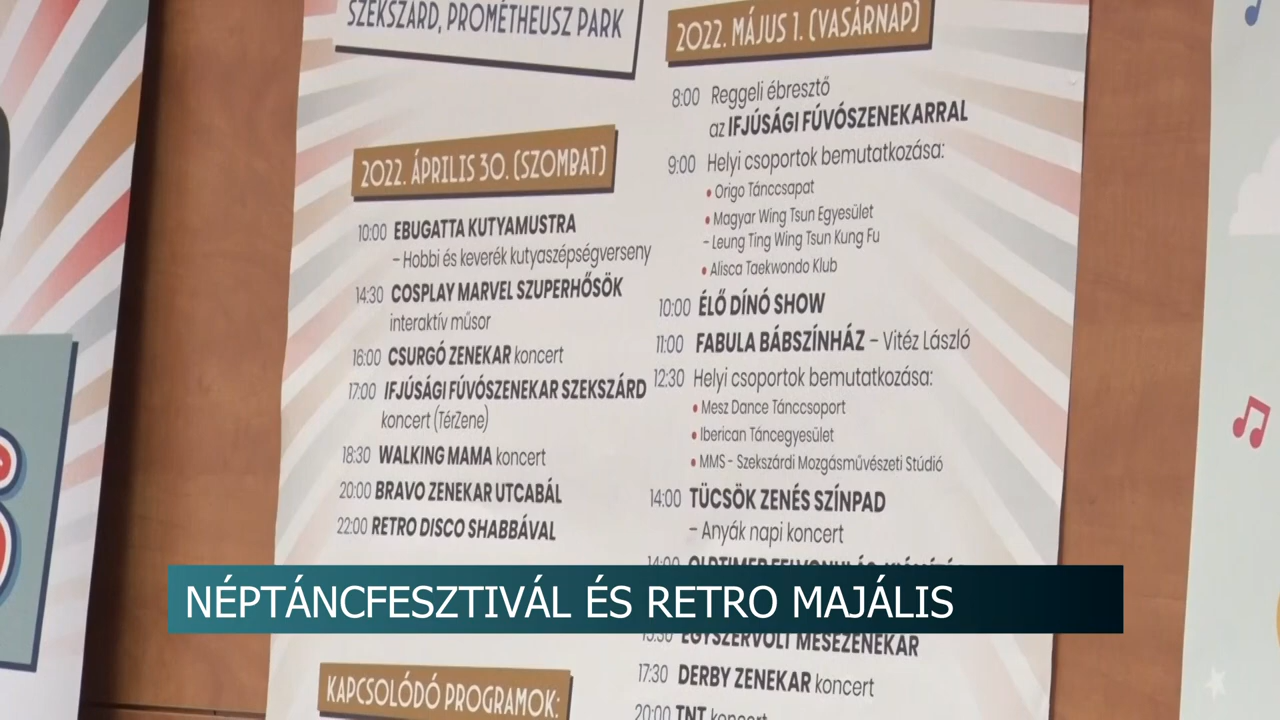 SZEKSZÁRD, PROMÉTHEUSZ PARK
2022. ÁPRILIS 30. (SZOMBAT)
10:00 EBUGATTA KUTYAMUSTRA
– Hobbi és keverék kutyaszépségverseny
14:30 COSPLAY MARVEL SZUPERHŐSÖK
interaktív műsor
16:00 CSURGÓ ZENEKAR koncert
17:00 IFJÚSÁGI FÚVÓSZENEKAR SZEKSZÁRD
koncert (TérZene)
18:30 WALKING MAMA koncert
20:00 BRAVO ZENEKAR UTCABÁL
22:00 RETRO DISCO SHABBÁVAL
KAPCSOLÓDÓ PROGRAMOK:
2022. MÁJUS 1. (VASÁRNAP)
8:00 Reggeli ébresztő
az IFJÚSÁGI FÚVÓSZENEKARRAL
9:00 Helyi csoportok bemutatkozása:
• Origo Tánccsapat
• Magyar Wing Tsun Egyesület
– Leung Ting Wing Tsun Kung Fu
• Alisca Taekwondo Klub
10:00 ÉLŐ DÍNÓ SHOW
11:00 FABULA BÁBSZÍNHÁZ – Vitéz László
12:30 Helyi csoportok bemutatkozása:
• Mesz Dance Tánccsoport
• Iberican Táncegyesület
• MMS - Szekszárdi Mozgásművészeti Stúdió
14:00 TÜCSÖK ZENÉS SZÍNPAD
– Anyák napi koncert
EGYSZERVOLT MESEZENEKAR
17:30 DERBY ZENEKAR koncert
20:00 TNT koncert
NÉPTÁNCFESZTIVÁL ÉS RETRO MAJÁLIS